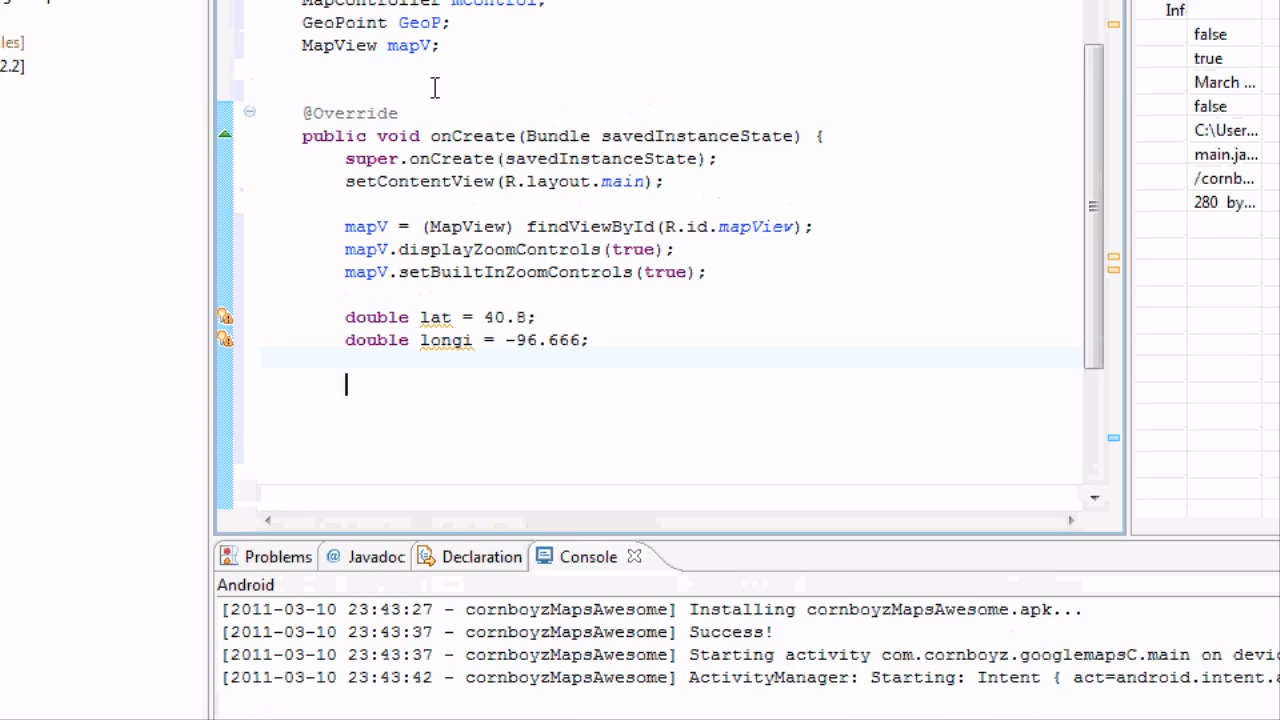 les]
2.2]
MapController mControl;
GeoPoint GeoP;
MapView mapV;
@Override
public void onCreate(Bundle savedInstanceState) {
super.onCreate(savedInstanceState);
setContentView(R.layout.main);
mapV = (MapView) findViewById(R.id.mapView);
mapV.displayZoomControls(true);
mapV.setBuiltInZoomControls(true);
double lat = 40.8;
double longi = -96.666;
Inf
false
true
March ...
false
C:\User...
main.ja...
/cornb...
280 by...
Problems @ Javadoc Declaration Console
Android
[2011-03-10 23:43:27 - cornboyzMapsAwesome] Installing cornboyzMapsAwesome.apk...
[2011-03-10 23:43:37 - cornboyzMapsAwesome] Success!
[2011-03-10 23:43:37 - cornboyzMapsAwesome] Starting activity com.cornboyz.googlemapsC.main on devic
[2011-03-10 23:43:42 - cornboyzMapsAwesome] ActivityManager: Starting: Intent { act=android.intent.a